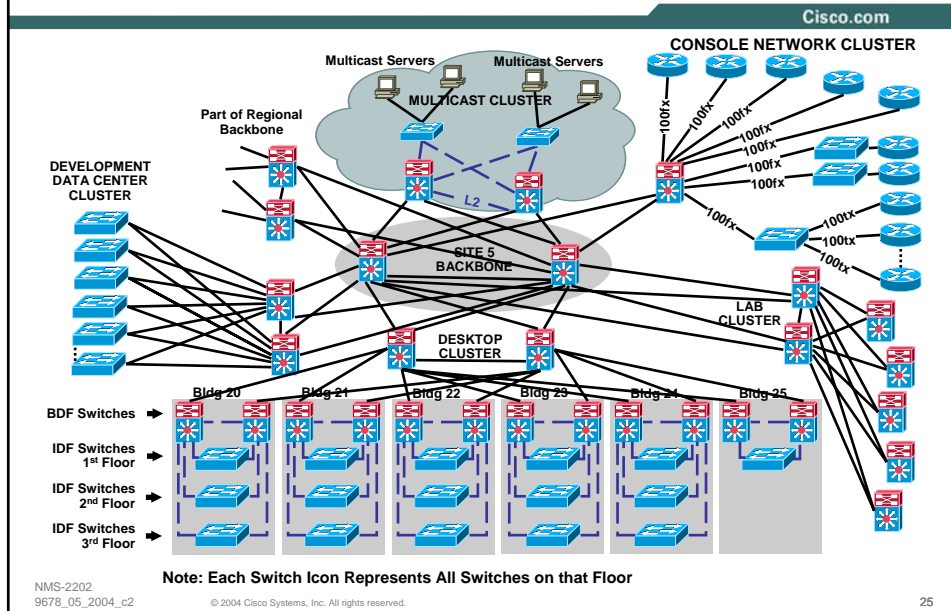 Cisco.com
CONSOLE NETWORK CLUSTER
Multicast Servers
Multicast Servers
MULTICAST CLUSTER
Part of Regional
Backbone
DEVELOPMENT
DATA CENTER
CLUSTER
100fx
100fx
100fx
100fx
100fx
100fx
100fx
100fx
100tx
100tx
100tx
L2
SITE 5
BACKBONE
LAB
CLUSTER
DESKTOP
CLUSTER
Bldg 20
Bldg 21
Bldg 22
Bldg 23
Bldg 24
Bldg 25
BDF Switches
IDF Switches
1st Floor
IDF Switches
2nd Floor
IDF Switches
3rd Floor
Note: Each Switch Icon Represents All Switches on that Floor
NMS-2202
9678_05_2004_c2
© 2004 Cisco Systems, Inc. All rights reserved.
25